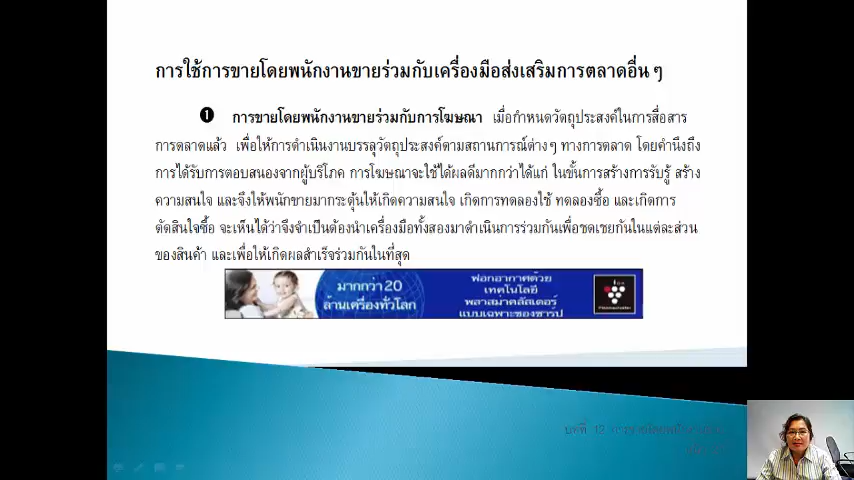 การใช้การขายโดยพนักงานขายร่วมกับเครื่องมือส่งเสริมการตลาดอื่น ๆ
❶ การขายโดยพนักงานขายร่วมกับการโฆษณา เมื่อกำหนดวัตถุประสงค์ในการสื่อสาร
การตลาดแล้ว เพื่อให้การดำเนินงานบรรลุวัตถุประสงค์ตามสถานการณ์ต่างๆ ทางการตลาด โดยคำนึงถึง
การได้รับการตอบสนองจากผู้บริโภค การโฆษณาจะใช้ได้ผลดีมากกว่าได้แก่ ในขั้นการสร้างการรับรู้ สร้าง
ความสนใจ และจึงให้พนักขายมากระตุ้นให้เกิดความสนใจ เกิดการทดลองใช้ ทดลองซื้อ และเกิดการ
ตัดสินใจซื้อ จะเห็นได้ว่าจึงจำเป็นต้องนำเครื่องมือทั้งสองมาดำเนินการร่วมกันเพื่อชดเชยกันในแต่ละส่วน
ของสินค้า และเพื่อให้เกิดผลสำเร็จร่วมกันในที่สุด
มากกว่า 20
ล้านเครื่องทั่วโลก
ฟอกอากาศด้วย
เทคโนโลยี
พลาสม่าคลัสเตอร์
แบบเฉพาะของชาร์ป
บทที่ 12